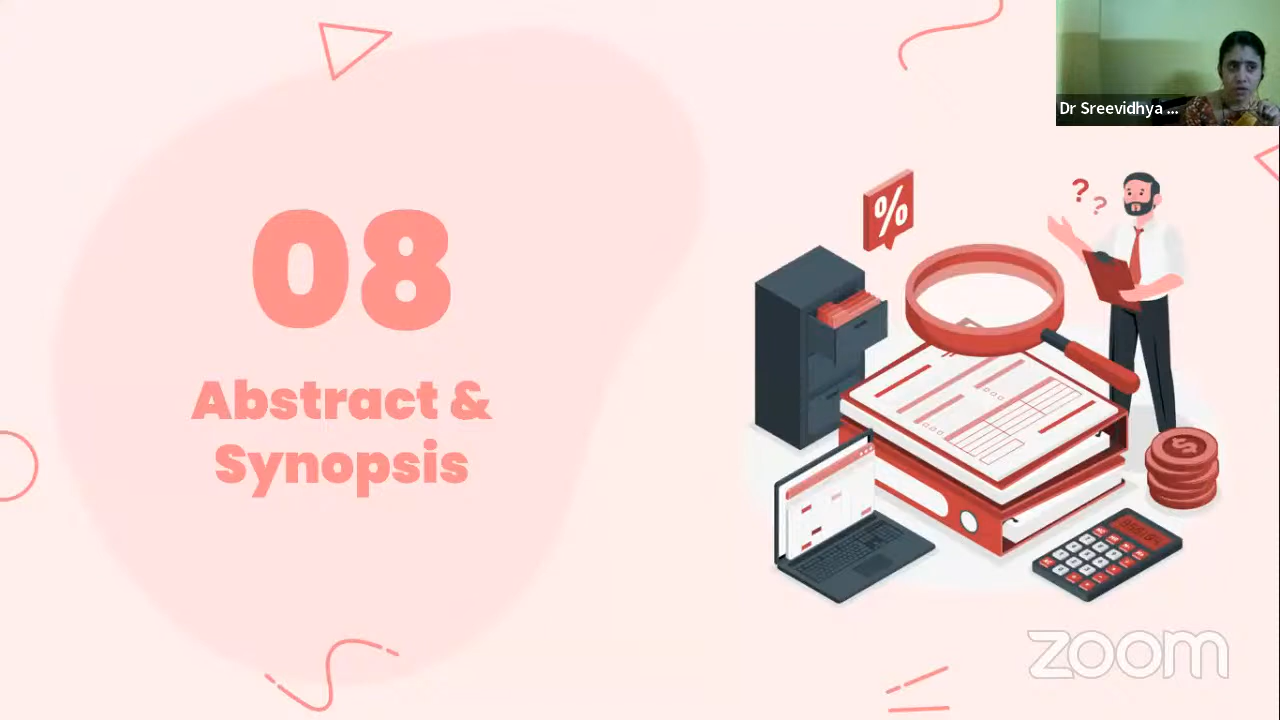 Dr Sreevidhya ...
%
? ?
08
Abstract &
Synopsis
$
zoom